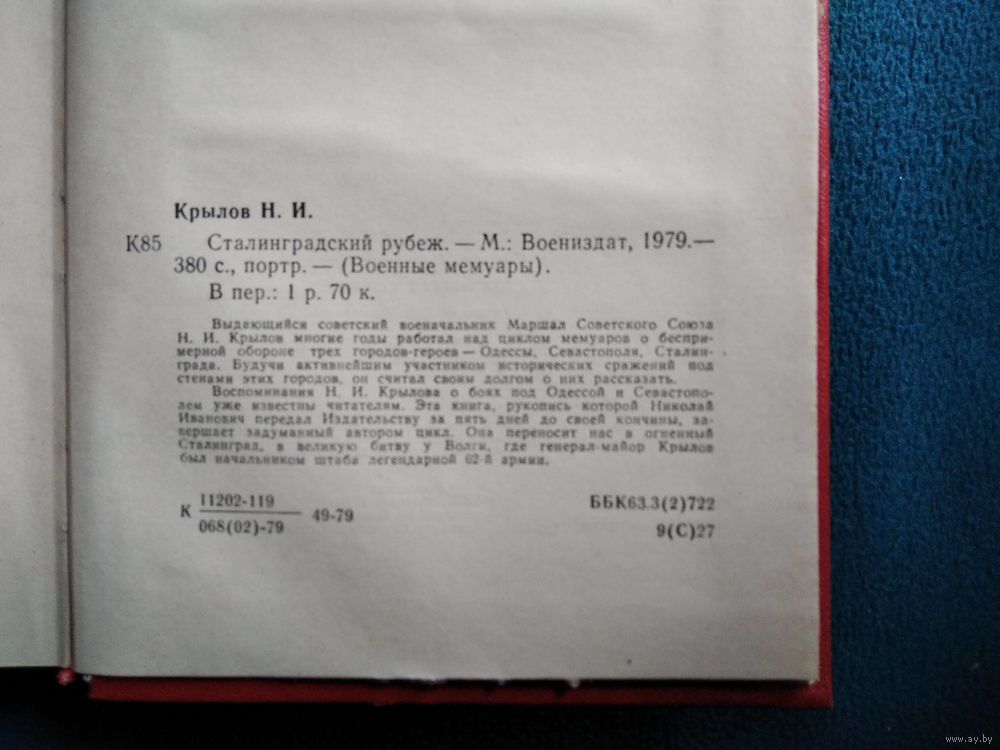 Крылов Н. И.
К85 Сталинградский рубеж. — М.: Воениздат, 1979.—
380 с., портр. — (Военные мемуары).
В пер.: 1 р. 70 к.
Выдающийся советский военачальник Маршал Советского Союза
Н. И. Крылов многие годы работал над циклом мемуаров о беспри-
мерной обороне трех городов-героев — Одессы, Севастополя, Сталин-
града. Будучи активнейшим участником исторических сражений под
стенами этих городов, он считал своим долгом о них рассказать.
Воспоминания Н. И. Крылова о боях под Одессой и Севастопо-
лем уже известны читателям. Эта книга, рукопись которой Николай
Иванович передал Издательству за пять дней до своей кончины, за-
вершает задуманный автором цикл. Она переносит нас в огненный
Сталинград, в великую битву у Волги, где генерал-майор Крылов
был начальником штаба легендарной 62-й армии.
К 11202-119
068(02)-79 49-79
ББК63.3(2)722
9(С)27
www.ay.by